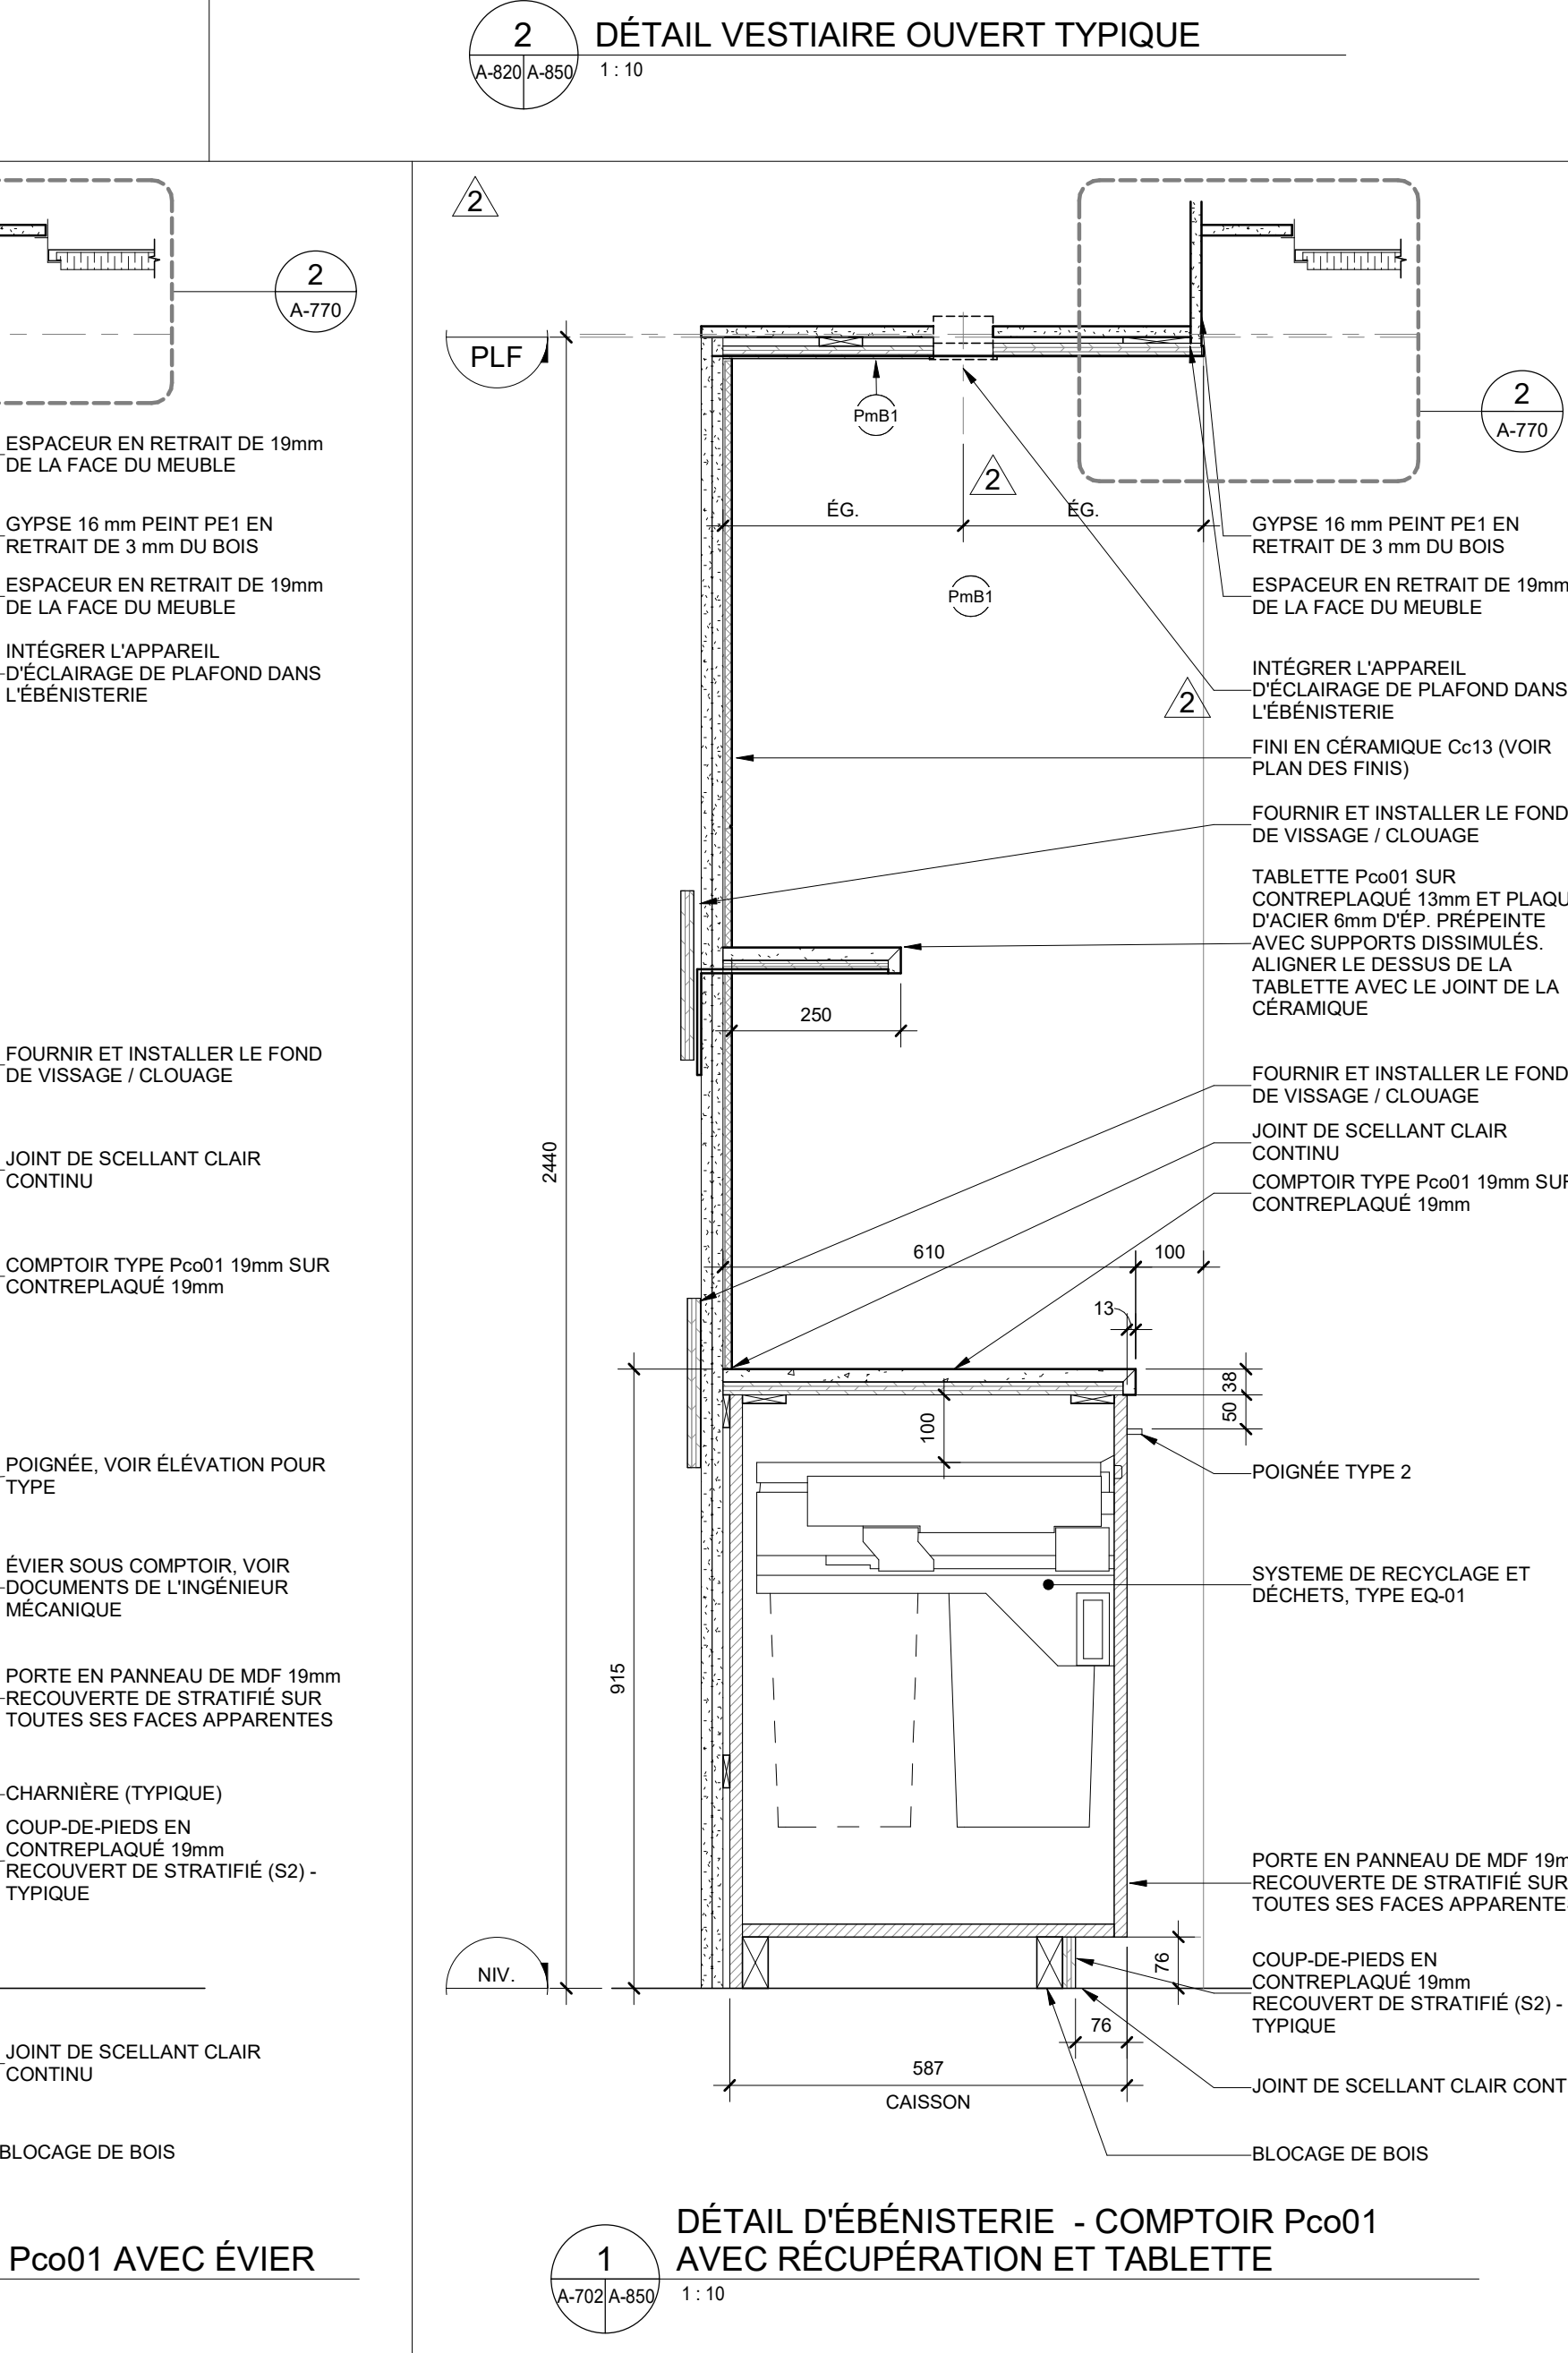 2
A-820 A-850
DÉTAIL VESTIAIRE OUVERT TYPIQUE
1 : 10
2
A-770
ESPACEUR EN RETRAIT DE 19mm
DE LA FACE DU MEUBLE
GYPSE 16 mm PEINT PE1 EN
RETRAIT DE 3 mm DU BOIS
ESPACEUR EN RETRAIT DE 19mm
DE LA FACE DU MEUBLE
INTÉGRER L'APPAREIL
D'ÉCLAIRAGE DE PLAFOND DANS
L'ÉBÉNISTERIE
FOURNIR ET INSTALLER LE FOND
DE VISSAGE / CLOUAGE
JOINT DE SCELLANT CLAIR
CONTINU
COMPTOIR TYPE Pco01 19mm SUR
CONTREPLAQUÉ 19mm
POIGNÉE, VOIR ÉLÉVATION POUR
TYPE
ÉVIER SOUS COMPTOIR, VOIR
DOCUMENTS DE L'INGÉNIEUR
MÉCANIQUE
PORTE EN PANNEAU DE MDF 19mm
RECOUVERTE DE STRATIFIÉ SUR
TOUTES SES FACES APPARENTES
CHARNIÈRE (TYPIQUE)
COUP-DE-PIEDS EN
CONTREPLAQUÉ 19mm
RECOUVERT DE STRATIFIÉ (S2) -
TYPIQUE
JOINT DE SCELLANT CLAIR
CONTINU
BLOCAGE DE BOIS
Pco01 AVEC ÉVIER
2
PLF
PmB1
2
ÉG.
ÉG.
PmB1
2
250
2440
610
100
13
38
50
100
915
76
76
587
CAISSON
NIV.
2
A-770
GYPSE 16 mm PEINT PE1 EN
RETRAIT DE 3 mm DU BOIS
ESPACEUR EN RETRAIT DE 19mm
DE LA FACE DU MEUBLE
INTÉGRER L'APPAREIL
D'ÉCLAIRAGE DE PLAFOND DANS
L'ÉBÉNISTERIE
FINI EN CÉRAMIQUE Cc13 (VOIR
PLAN DES FINIS)
FOURNIR ET INSTALLER LE FOND
DE VISSAGE / CLOUAGE
TABLETTE Pco01 SUR
CONTREPLAQUÉ 13mm ET PLAQU
D'ACIER 6mm D'ÉP. PRÉPEINTE
AVEC SUPPORTS DISSIMULÉS.
ALIGNER LE DESSUS DE LA
TABLETTE AVEC LE JOINT DE LA
CÉRAMIQUE
FOURNIR ET INSTALLER LE FOND
DE VISSAGE / CLOUAGE
JOINT DE SCELLANT CLAIR
CONTINU
COMPTOIR TYPE Pco01 19mm SUR
CONTREPLAQUÉ 19mm
POIGNÉE TYPE 2
SYSTEME DE RECYCLAGE ET
DÉCHETS, TYPE EQ-01
PORTE EN PANNEAU DE MDF 19m
RECOUVERTE DE STRATIFIÉ SUR
TOUTES SES FACES APPARENTE
COUP-DE-PIEDS EN
CONTREPLAQUÉ 19mm
RECOUVERT DE STRATIFIÉ (S2) -
TYPIQUE
JOINT DE SCELLANT CLAIR CONT
BLOCAGE DE BOIS
1
A-702 A-850
DÉTAIL D'ÉBÉNISTERIE - COMPTOIR Pco01
AVEC RÉCUPÉRATION ET TABLETTE
1 : 10